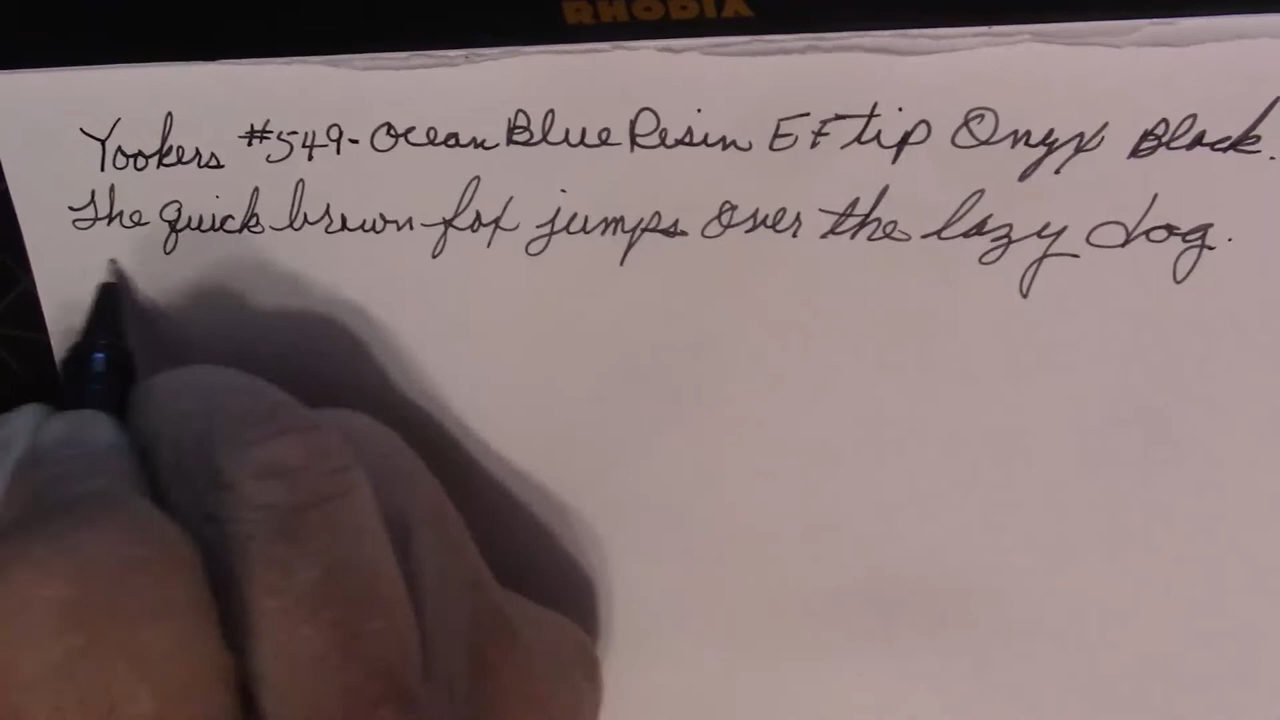 RHODIA
Yookers #549-Ocean Blue Resin EF tip Onyx Black.
The quick brown fox jumps over the lazy dog.